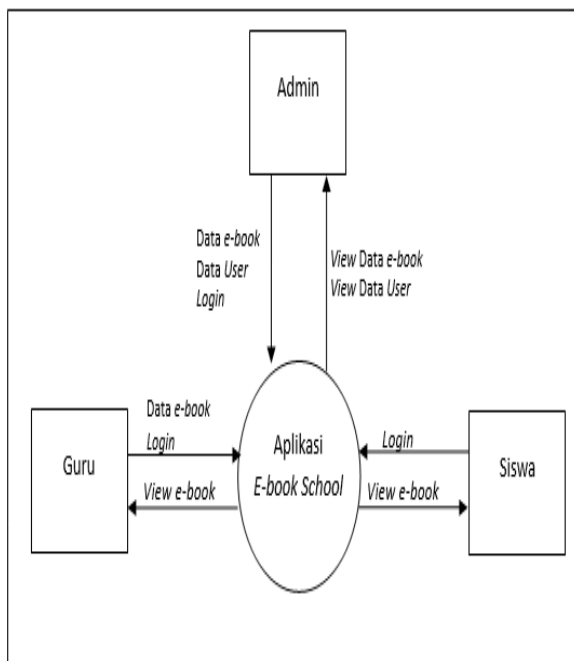 Admin
Data e-book
Data User
Login
View Data e-book
View Data User
Data e-book
Login
Guru
View e-book
Aplikasi
E-book School
Login
Siswa
View e-book